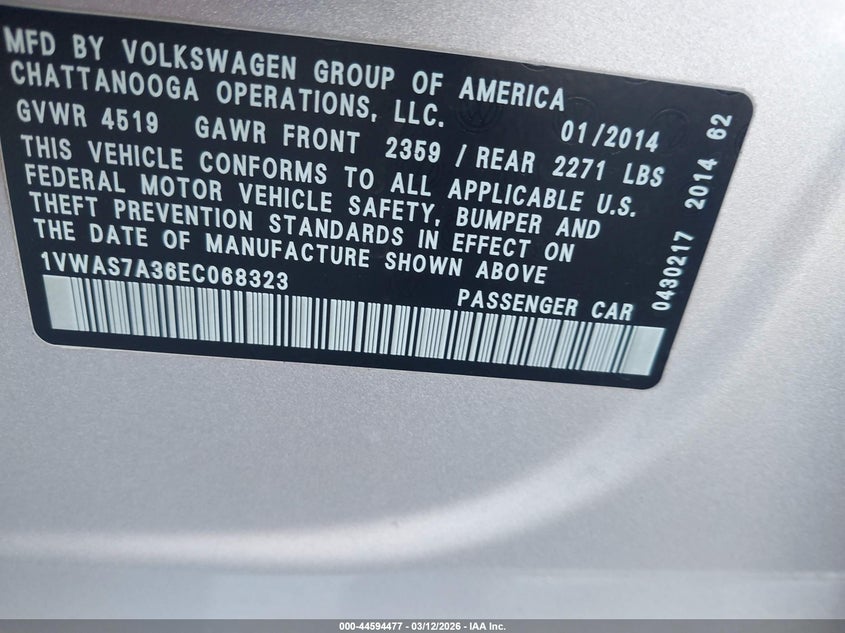 MFD BY VOLKSWAGEN GROUP OF AMERICA
CHATTANOOGA OPERATIONS, LLC.
01/2014
GVWR 4519 GAWR FRONT 2359 / REAR 2271 LBS
THIS VEHICLE CONFORMS TO ALL APPLICABLE U.S.
FEDERAL MOTOR VEHICLE SAFETY, BUMPER AND
THEFT PREVENTION STANDARDS IN EFFECT ON
THE DATE OF MANUFACTURE SHOWN ABOVE
1VWAS7A36EC068323
PASSENGER CAR
0430217 2014 62
000-44594477 - 03/12/2026 - IAA Inc.